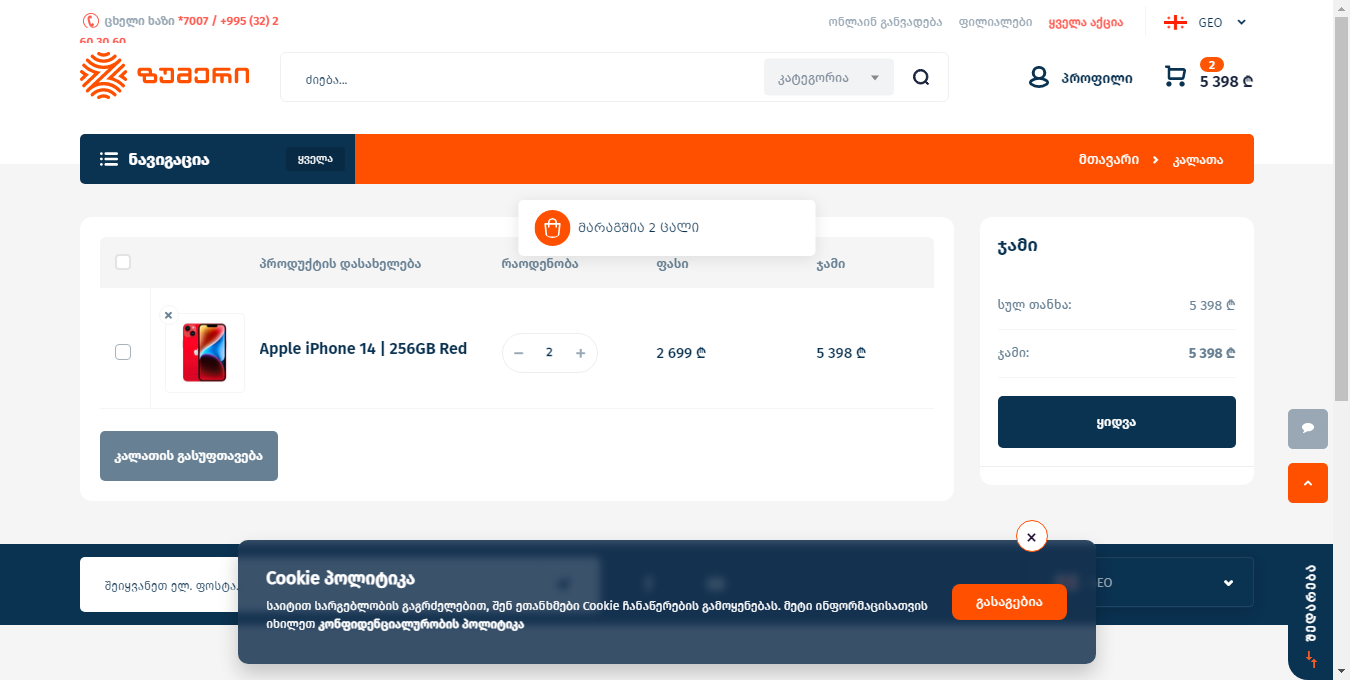 ცხელი ხაზი *7007 / +995 (32) 2
60 30 60
ონლაინ განვადება
ფილიალები
ყველა აქცია
GEO
ზუმერი
ძიება...
კატეგორია
პროფილი
2
5 398 ₾
ნავიგაცია
ყველა
მთავარი
კალათა
მარაგშია 2 ცალი
პროდუქტის დასახელება
რაოდენობა
ფასი
ჯამი
Apple iPhone 14 | 256GB Red
2
2 699 ₾
5 398 ₾
კალათის გასუფთავება
ჯამი
სულ თანხა:
5 398 ₾
ჯამი:
5 398 ₾
ყიდვა
შეიყვანეთ ელ. ფოსტა.
EO
Cookie პოლიტიკა
საიტით სარგებლობის გაგრძელებით, შენ ეთანხმები Cookie ჩანაწერების გამოყენებას. მეტი ინფორმაციისათვის
იხილეთ კონფიდენციალურობის პოლიტიკა
გასაგებია
შედარება